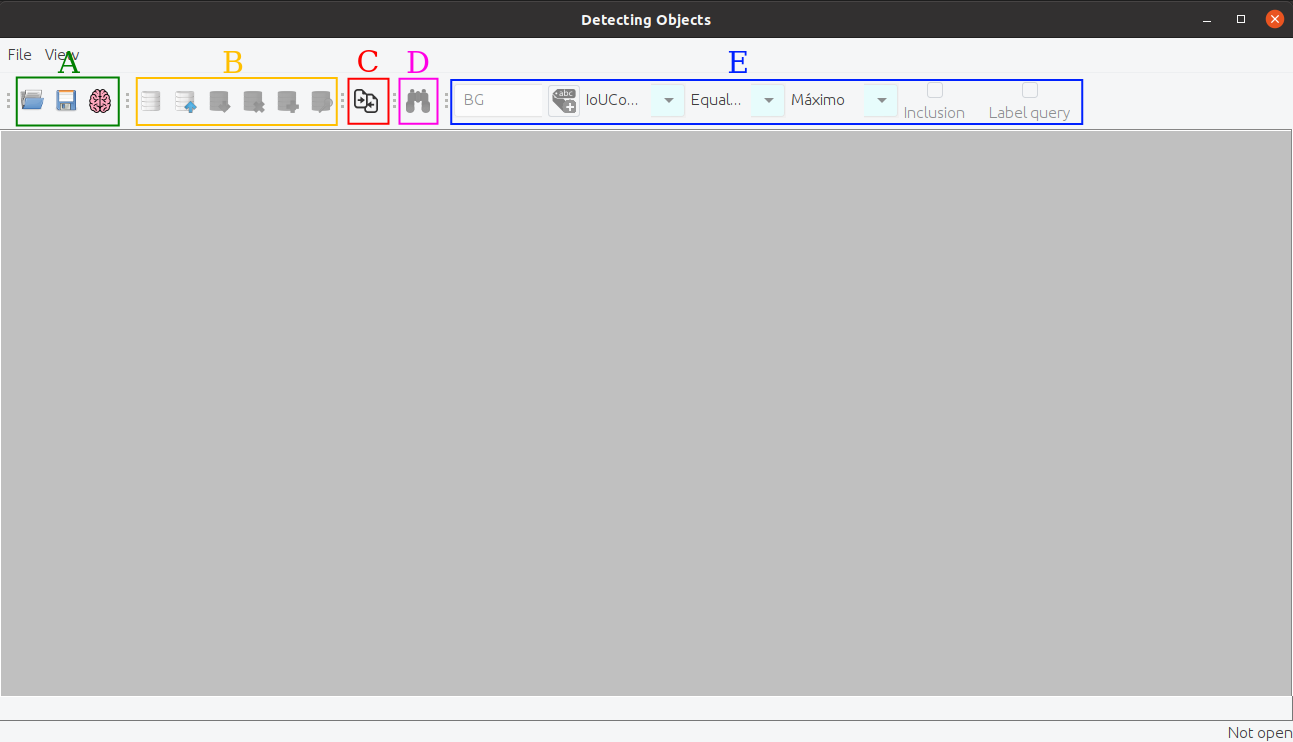 Detecting Objects
File View
A B C D E
BG abc IoUCo... Equal... Máximo Inclusion Label query
Not open